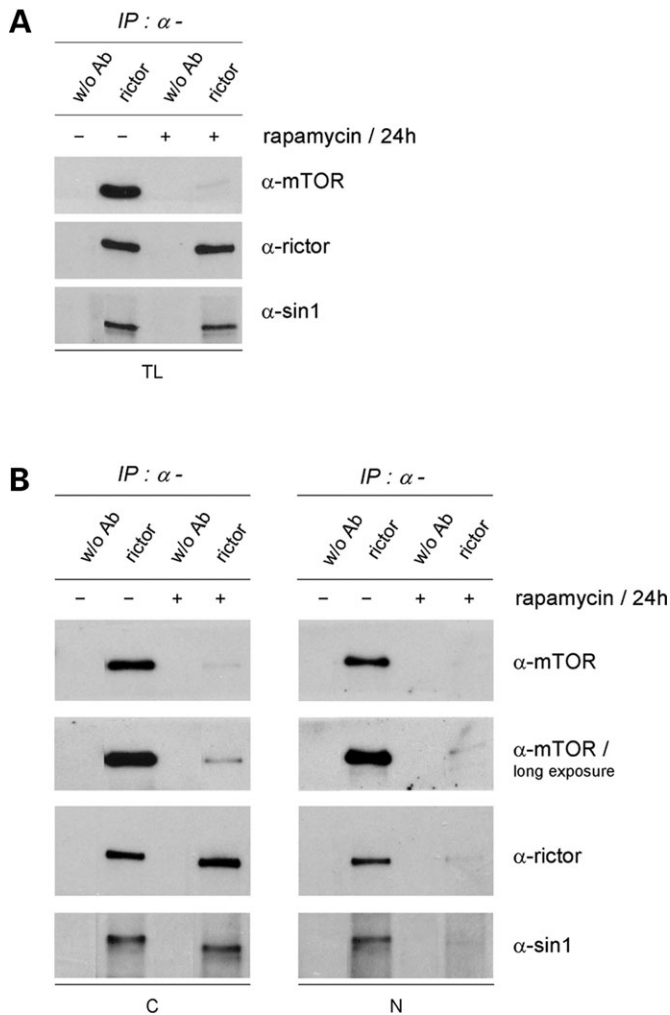 A
IP : α -
w/o Ab rictor w/o Ab rictor
– – + + rapamycin / 24h
α-mTOR
α-rictor
α-sin1
TL
B
IP : α - IP : α -
w/o Ab rictor w/o Ab rictor w/o Ab rictor w/o Ab rictor
– – + + – – + + rapamycin / 24h
α-mTOR
α-mTOR /
long exposure
α-rictor
α-sin1
C N